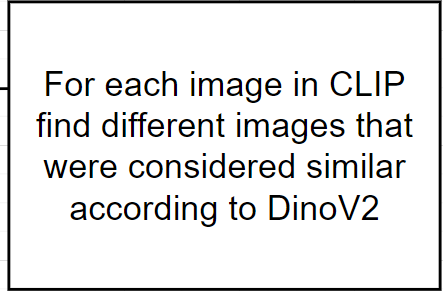 For each image in CLIP
find different images that
were considered similar
according to DinoV2